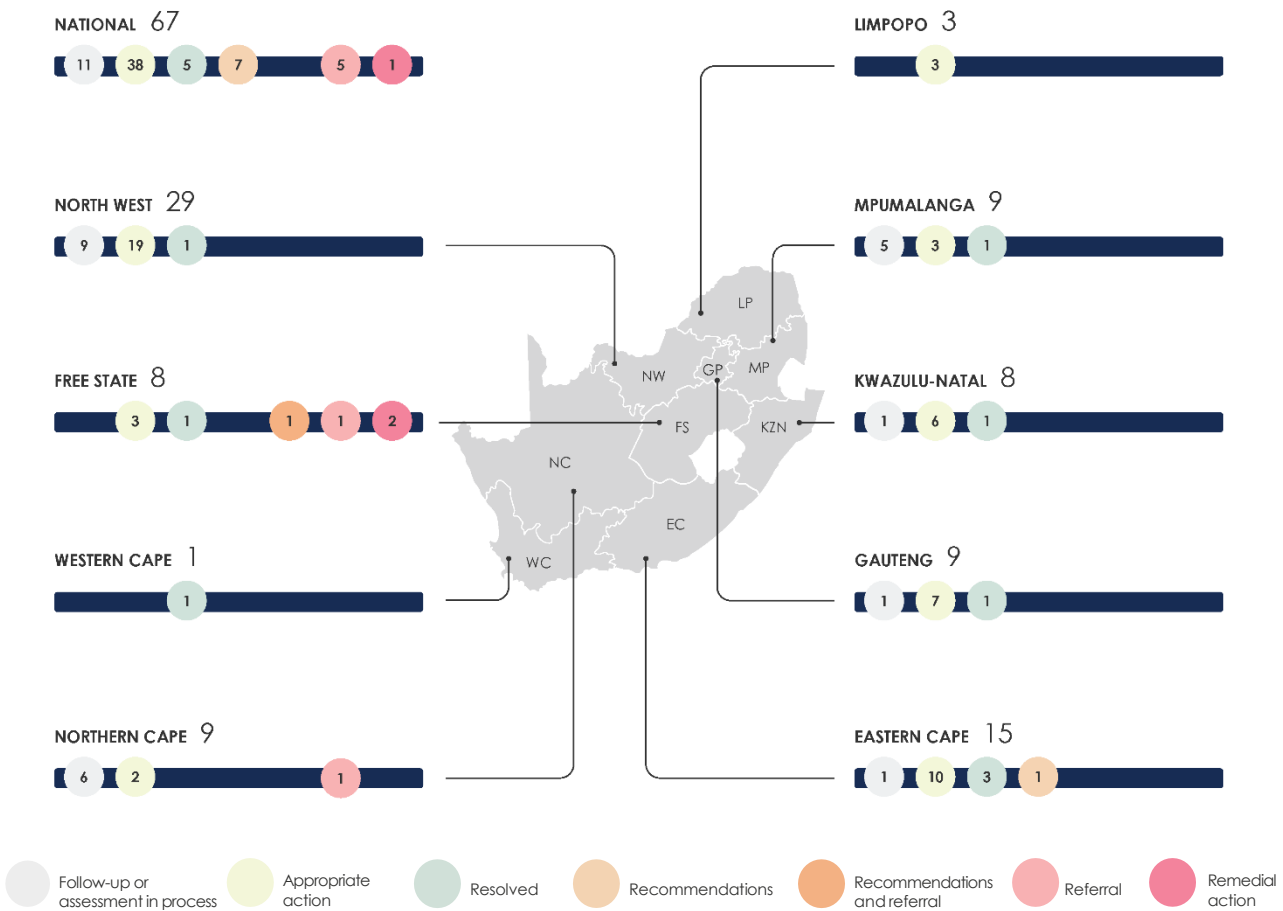 NATIONAL 67
11 38 5 7 5 1
LIMPOPO 3
3
NORTH WEST 29
9 19 1
MPUMALANGA 9
5 3 1
FREE STATE 8
3 1 1 1 2
KWAZULU-NATAL 8
1 6 1
WESTERN CAPE 1
1
GAUTENG 9
1 7 1
NORTHERN CAPE 9
6 2 1
EASTERN CAPE 15
1 10 3 1
LP
NW
GP
MP
FS
KZN
NC
EC
WC
Follow-up or
assessment in process
Appropriate
action
Resolved
Recommendations
Recommendations
and referral
Referral
Remedial
action